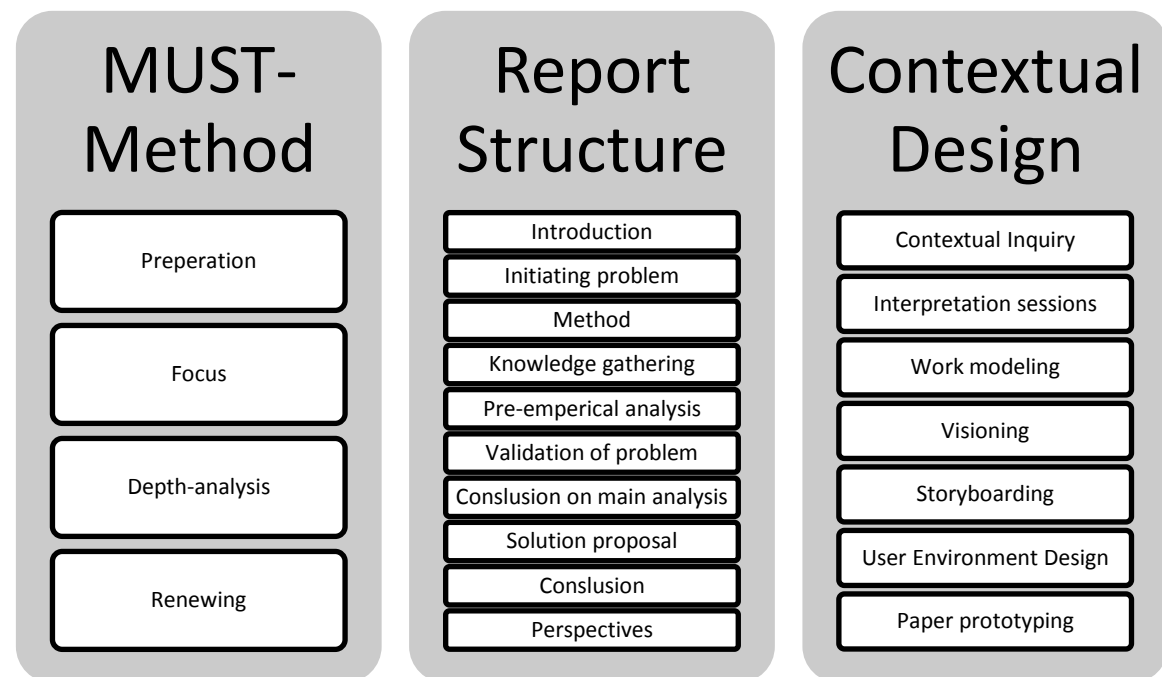 MUST-
Method
Preperation
Focus
Depth-analysis
Renewing
Report
Structure
Introduction
Initiating problem
Method
Knowledge gathering
Pre-emperical analysis
Validation of problem
Conslusion on main analysis
Solution proposal
Conslusion
Perspectives
Contextual
Design
Contextual Inquiry
Interpretation sessions
Work modeling
Visioning
Storyboarding
User Environment Design
Paper prototyping